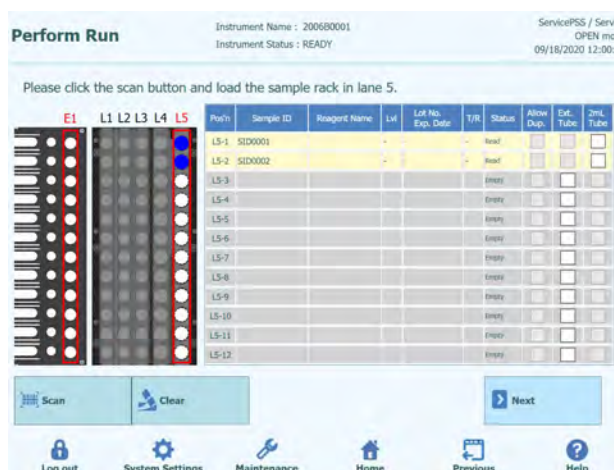 Perform Run
Instrument Name : 2006B0001
Instrument Status : READY
ServicePSS / Serv
OPEN mo
09/18/2020 12:00:
Please click the scan button and load the sample rack in lane 5.
E1 L1 L2 L3 L4 L5
Pos'n Sample ID Reagent Name Lvl Lot No. Exp. Date T/R Status Allow Dup. Ext. Tube 2mL Tube
L5-1 SID0001 - - - Read
L5-2 SID0002 - - - Read
L5-3 Empty
L5-4 Empty
L5-5 Empty
L5-6 Empty
L5-7 Empty
L5-8 Empty
L5-9 Empty
L5-10 Empty
L5-11 Empty
L5-12 Empty
Scan Clear Next
Log out System Settings Maintenance Home Previous Help